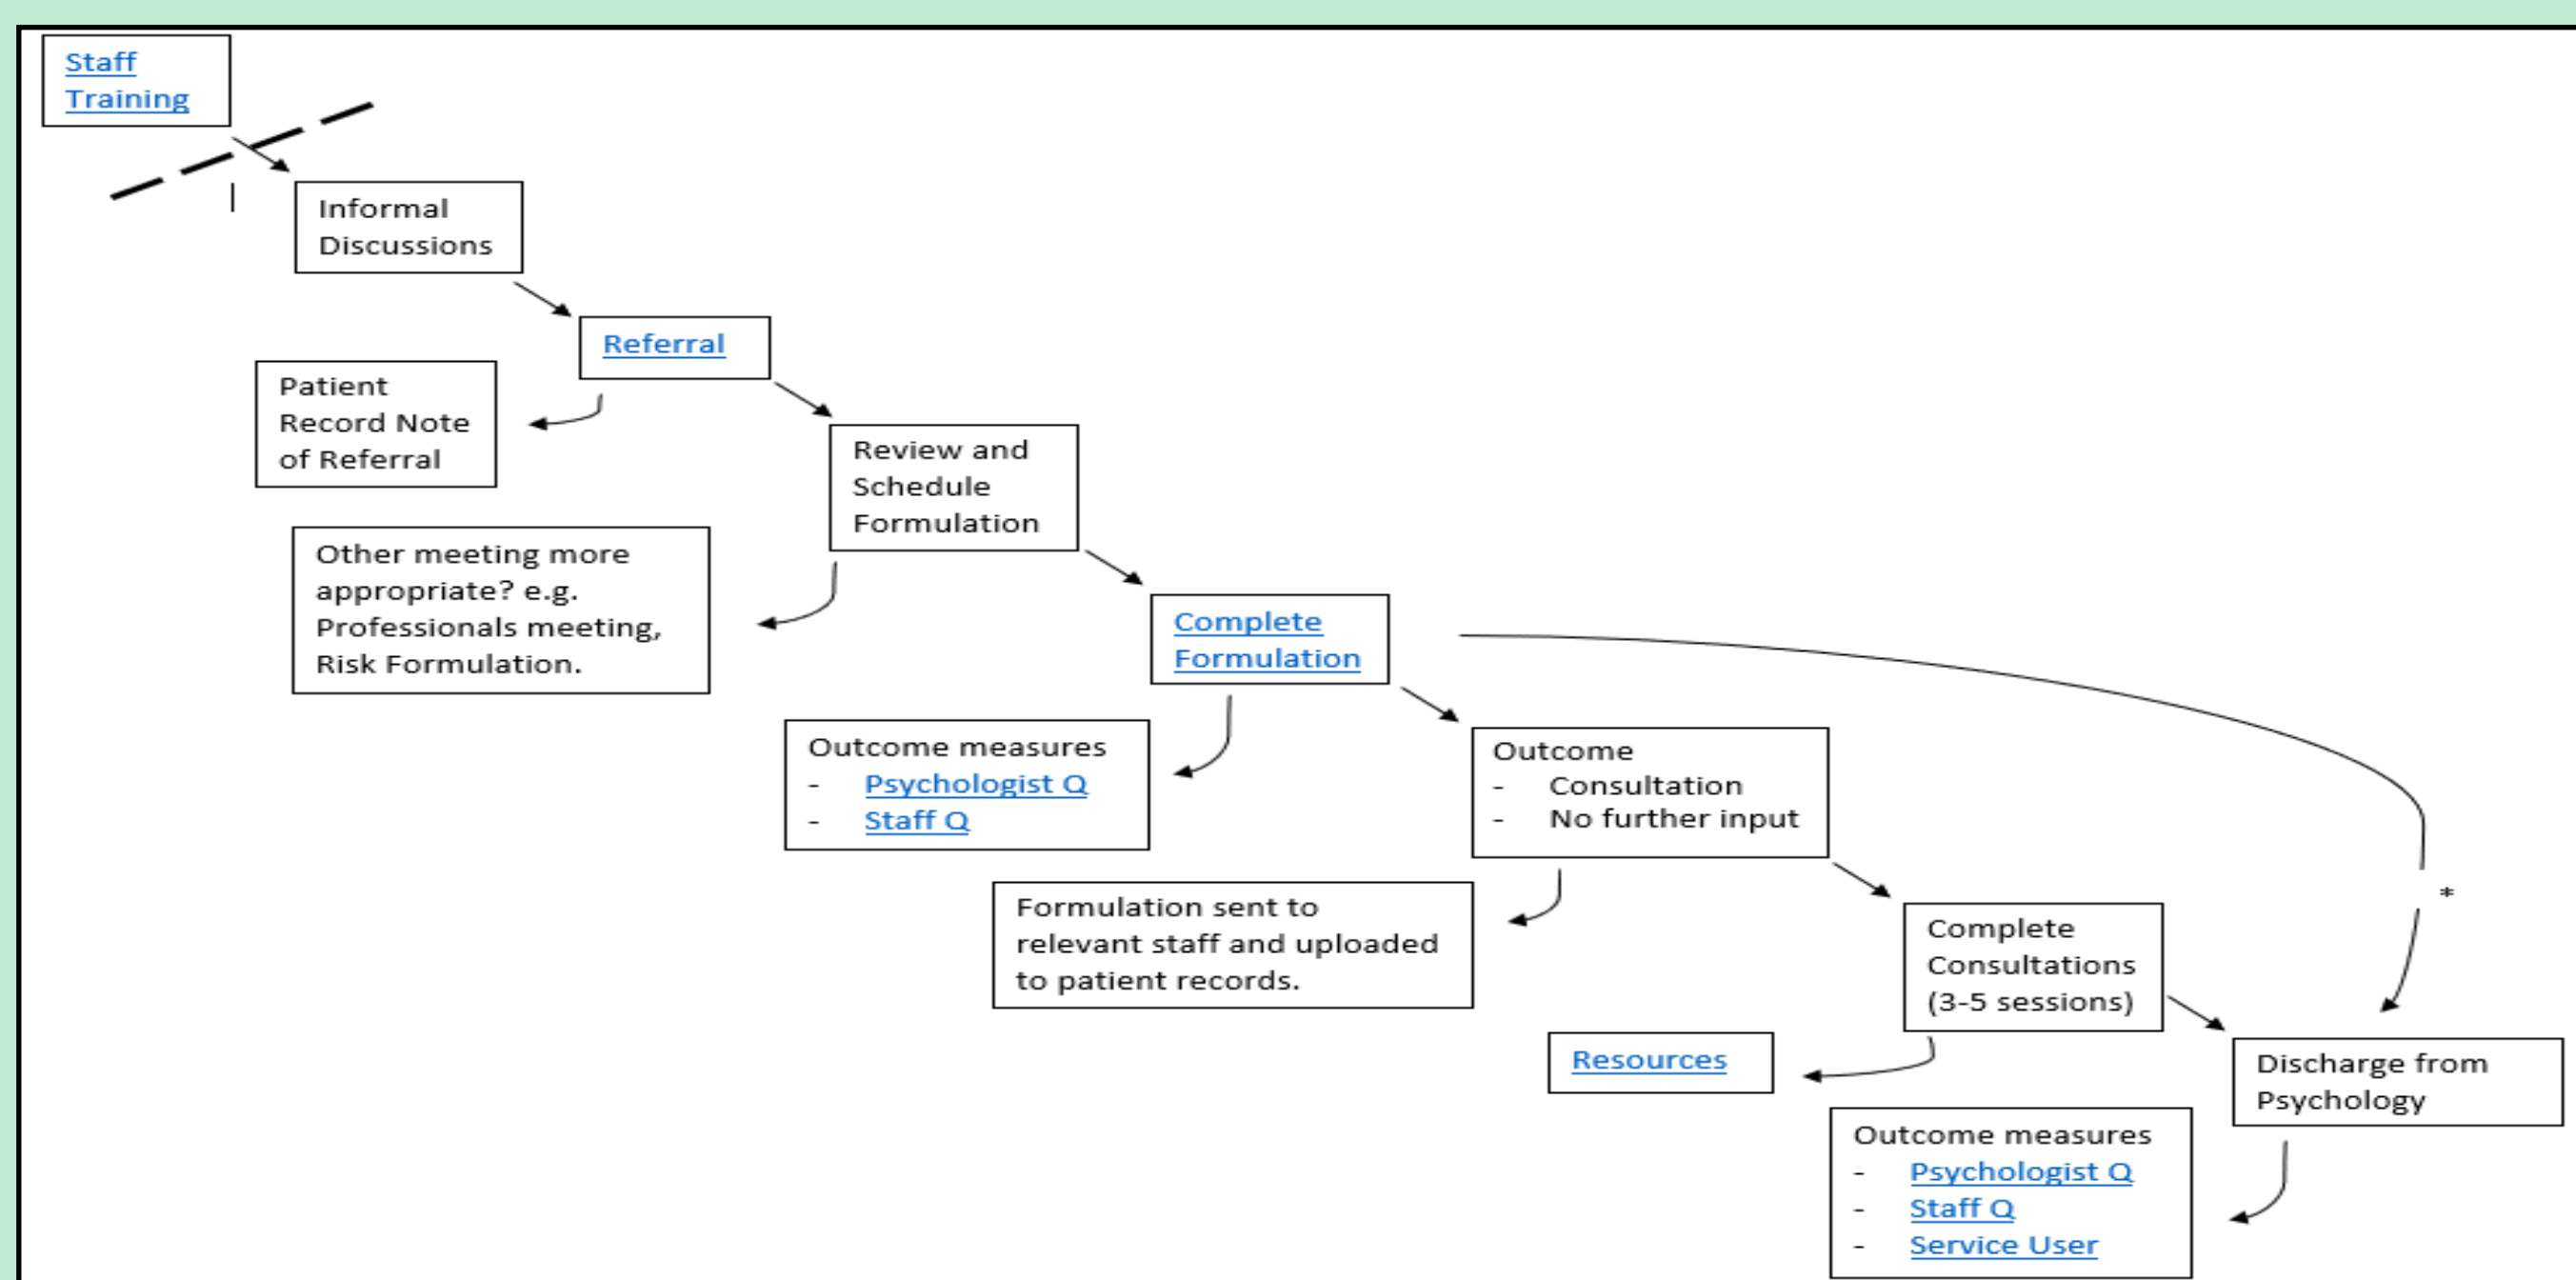 Staff
Training
Informal
Discussions
Referral
Patient
Record Note
of Referral
Review and
Schedule
Formulation
Other meeting more
appropriate? e.g.
Professionals meeting,
Risk Formulation.
Complete
Formulation
Outcome measures
- Psychologist Q
- Staff Q
Outcome
- Consultation
- No further input
Formulation sent to
relevant staff and uploaded
to patient records.
*
Complete
Consultations
(3-5 sessions)
Resources
Discharge from
Psychology
Outcome measures
- Psychologist Q
- Staff Q
- Service User